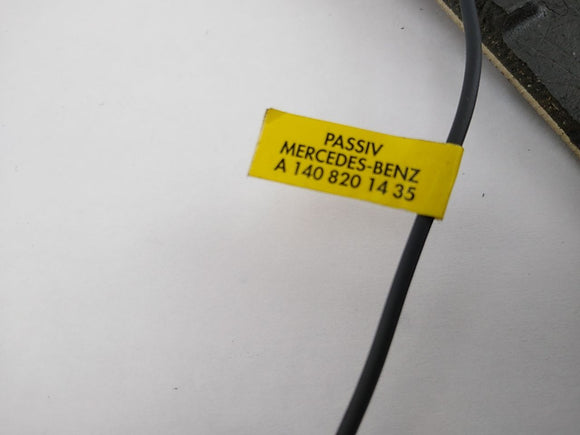 PASSIV
MERCEDES-BENZ
A 140 820 14 35